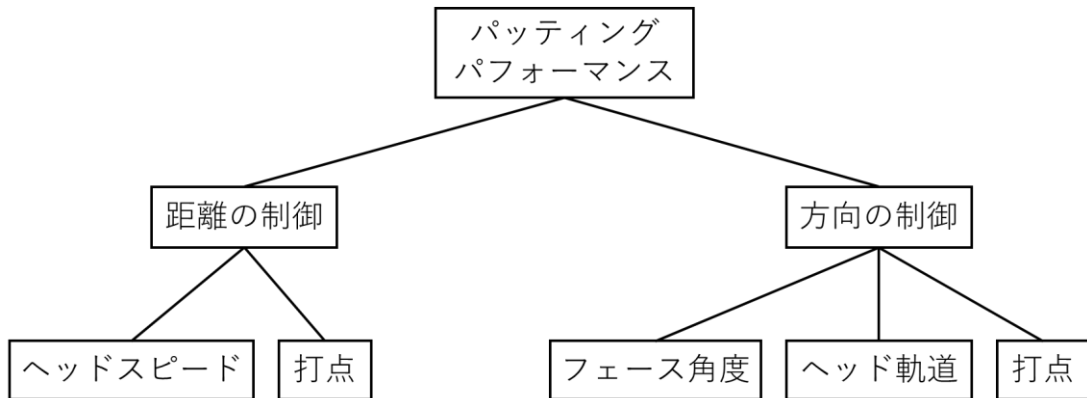 パッティング
パフォーマンス
距離の制御
方向の制御
ヘッドスピード
打点
フェース角度
ヘッド軌道
打点